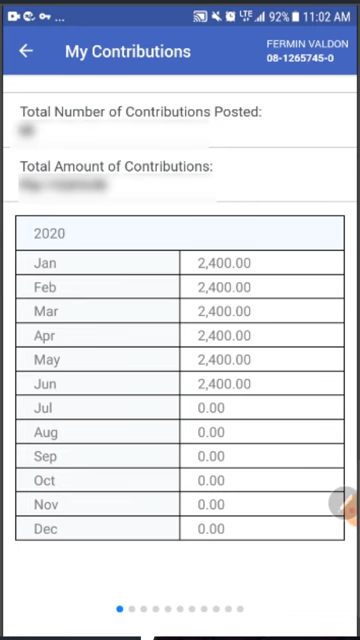 ... LTE 92% 11:02 AM
My Contributions
FERMIN VALDON
08-1265745-0
Total Number of Contributions Posted:
Total Amount of Contributions:
2020
Jan 2,400.00
Feb 2,400.00
Mar 2,400.00
Apr 2,400.00
May 2,400.00
Jun 2,400.00
Jul 0.00
Aug 0.00
Sep 0.00
Oct 0.00
Nov 0.00
Dec 0.00